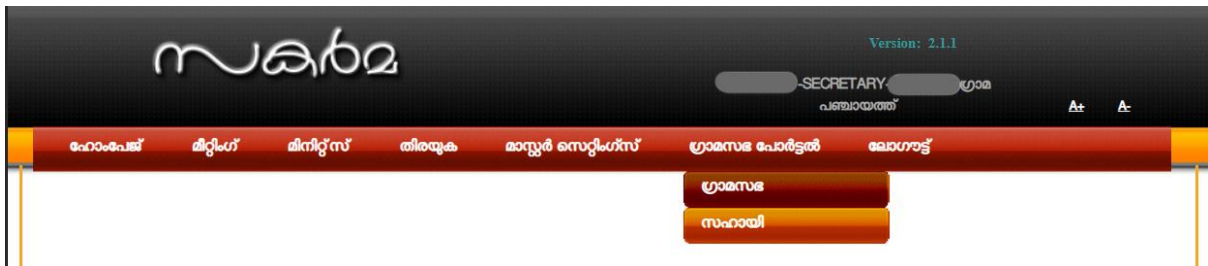 സകർമ
Version: 2.1.1
-SECRETARY- ഗ്രാമ
പഞ്ചായത്ത്
A+ A-
ഹോംപേജ് മീറ്റിംഗ് മിനിറ്റ്സ് തിരയുക മാസ്റ്റർ സെറ്റിംഗ്സ് ഗ്രാമസഭ പോർട്ടൽ ലോഗൗട്ട്
ഗ്രാമസഭ
സഹായി